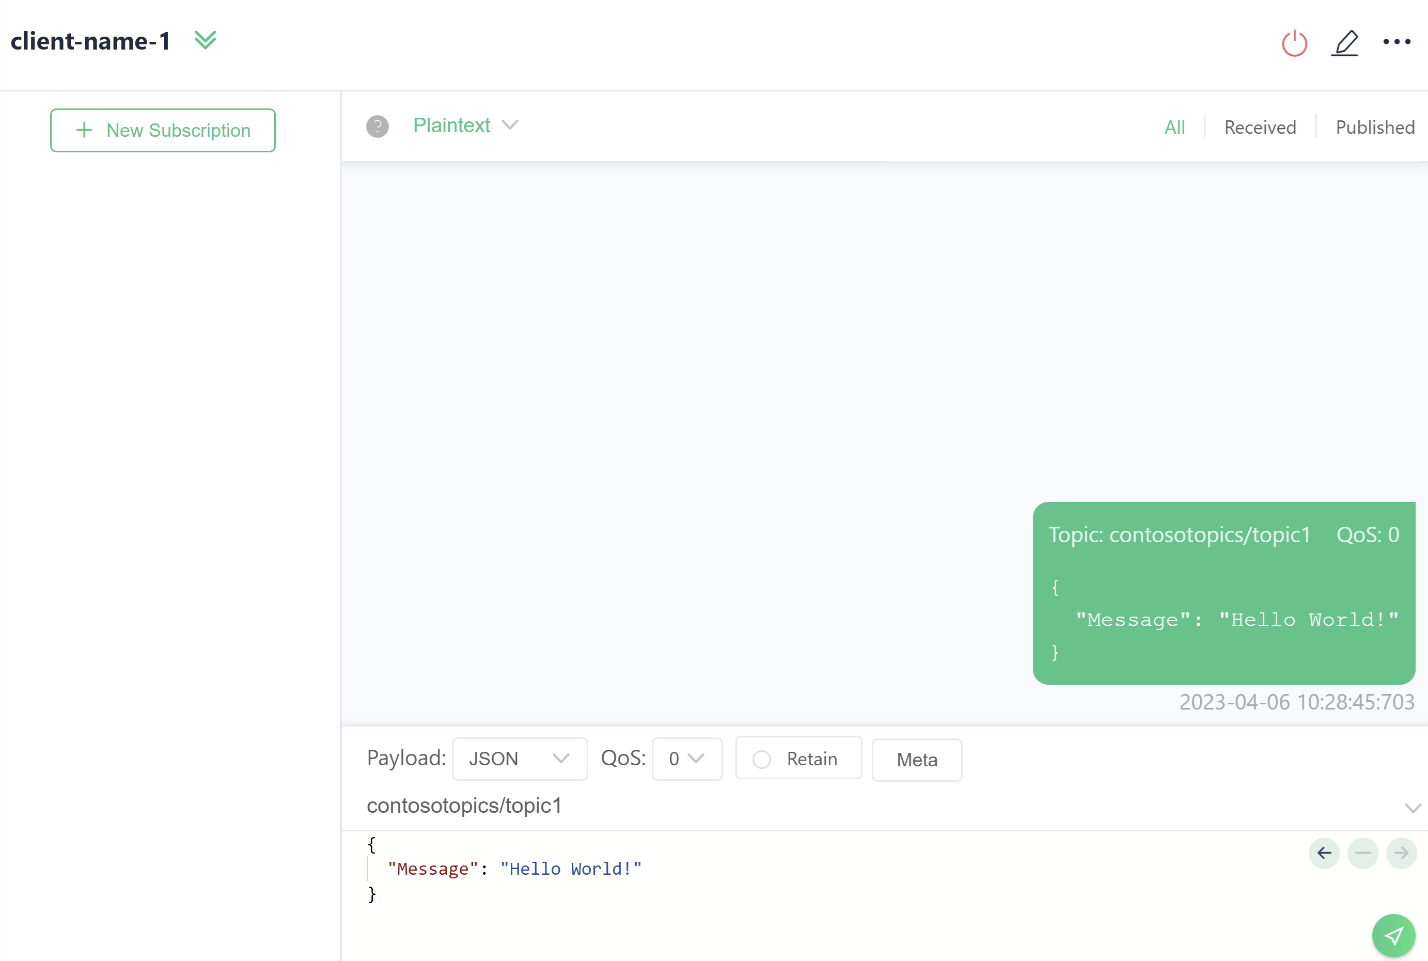 client-name-1
New Subscription
? Plaintext
All Received Published
Topic: contosotopics/topic1 QoS: 0
{
"Message": "Hello World!"
}
2023-04-06 10:28:45:703
Payload: JSON QoS: 0 Retain Meta
contosotopics/topic1
{
"Message": "Hello World!"
}